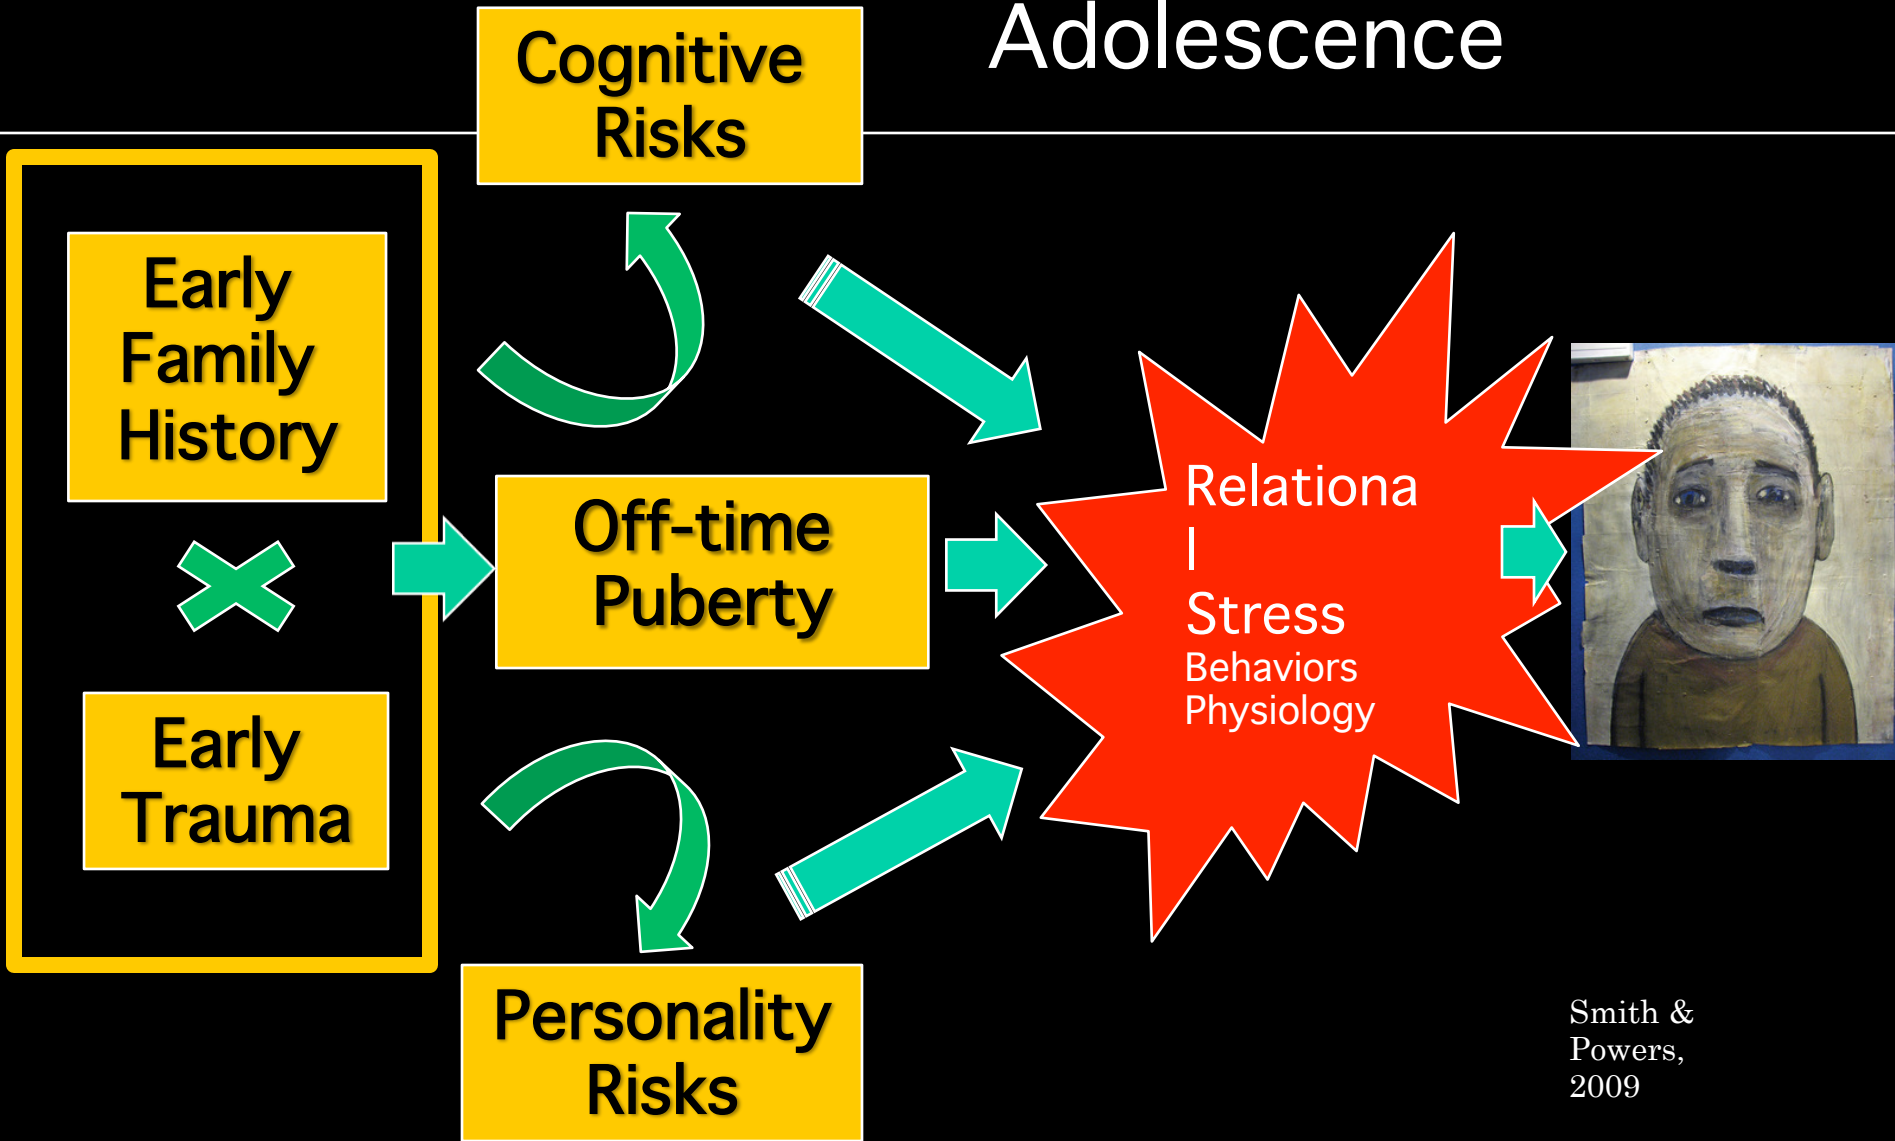 Adolescence
Cognitive
Risks
Early
Family
History
Early
Trauma
Off-time
Puberty
Personality
Risks
Relationa
l
Stress
Behaviors
Physiology
Smith &
Powers,
2009